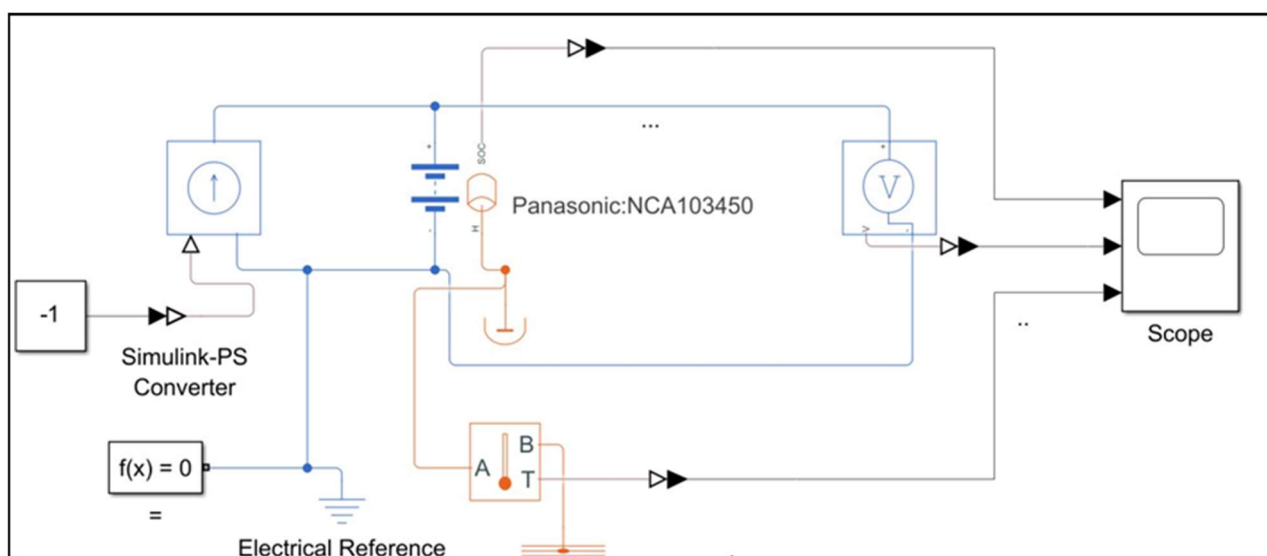 SOC
+
+
...
Panasonic:NCA103450
V
H
-
V
-
-1
Simulink-PS
Converter
..
Scope
B
A
T
f(x) = 0
=
Electrical Reference